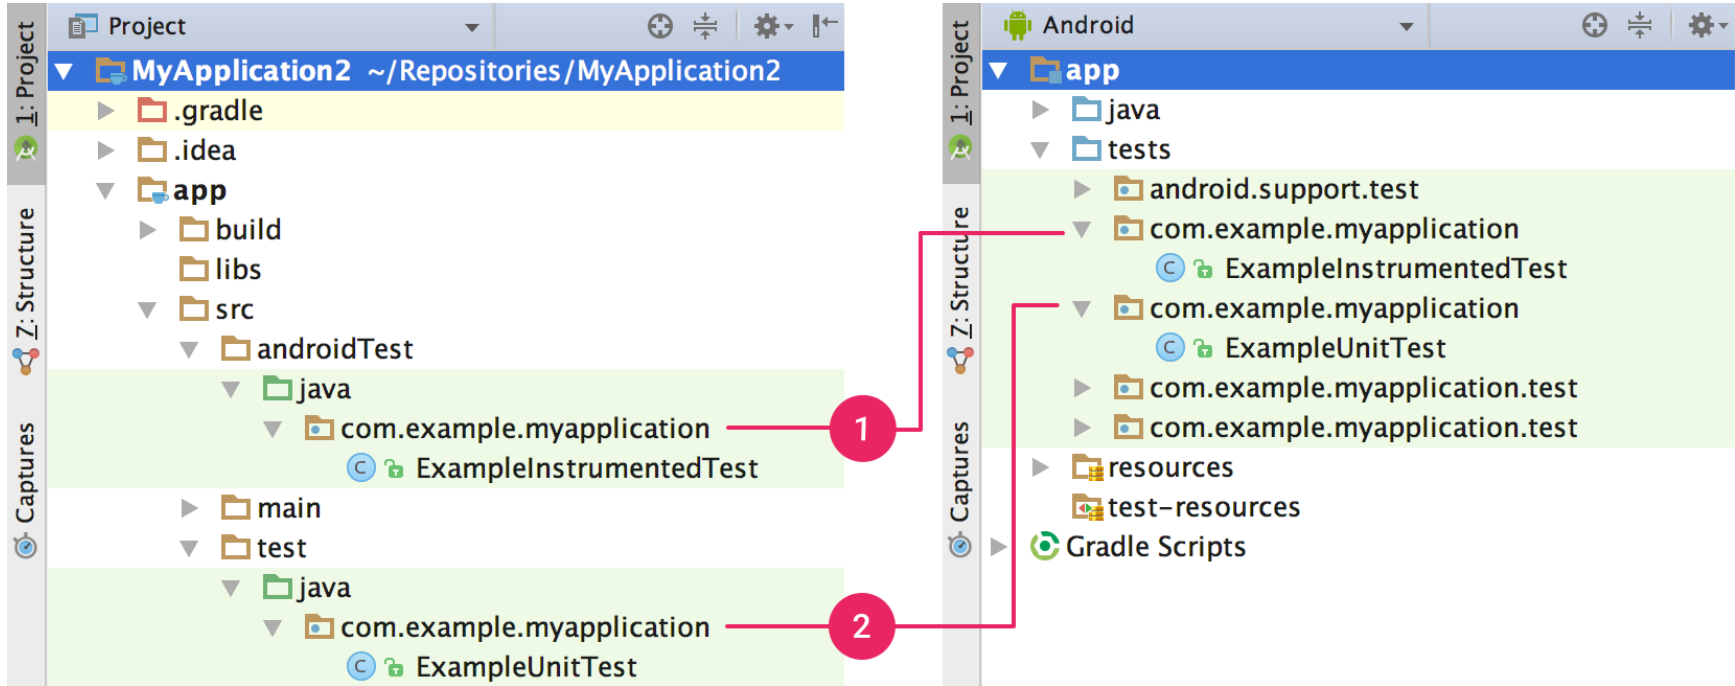 1: Project
7: Structure
Captures
Project
MyApplication2 ~/Repositories/MyApplication2
.gradle
.idea
app
build
libs
src
androidTest
java
com.example.myapplication
C ExampleInstrumentedTest
main
test
java
com.example.myapplication
C ExampleUnitTest
1
2
1: Project
7: Structure
Captures
Android
app
java
tests
android.support.test
com.example.myapplication
C ExampleInstrumentedTest
com.example.myapplication
C ExampleUnitTest
com.example.myapplication.test
com.example.myapplication.test
resources
test-resources
Gradle Scripts